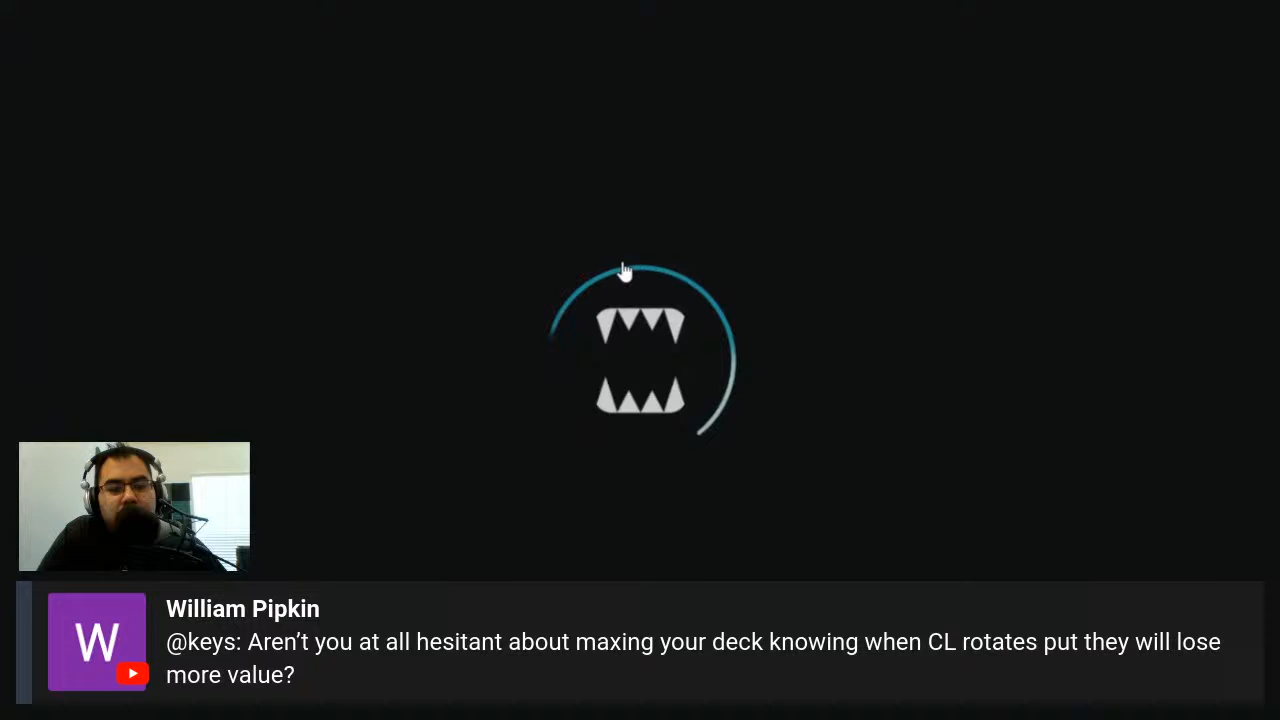 William Pipkin
@keys: Aren’t you at all hesitant about maxing your deck knowing when CL rotates put they will lose
W
more value?